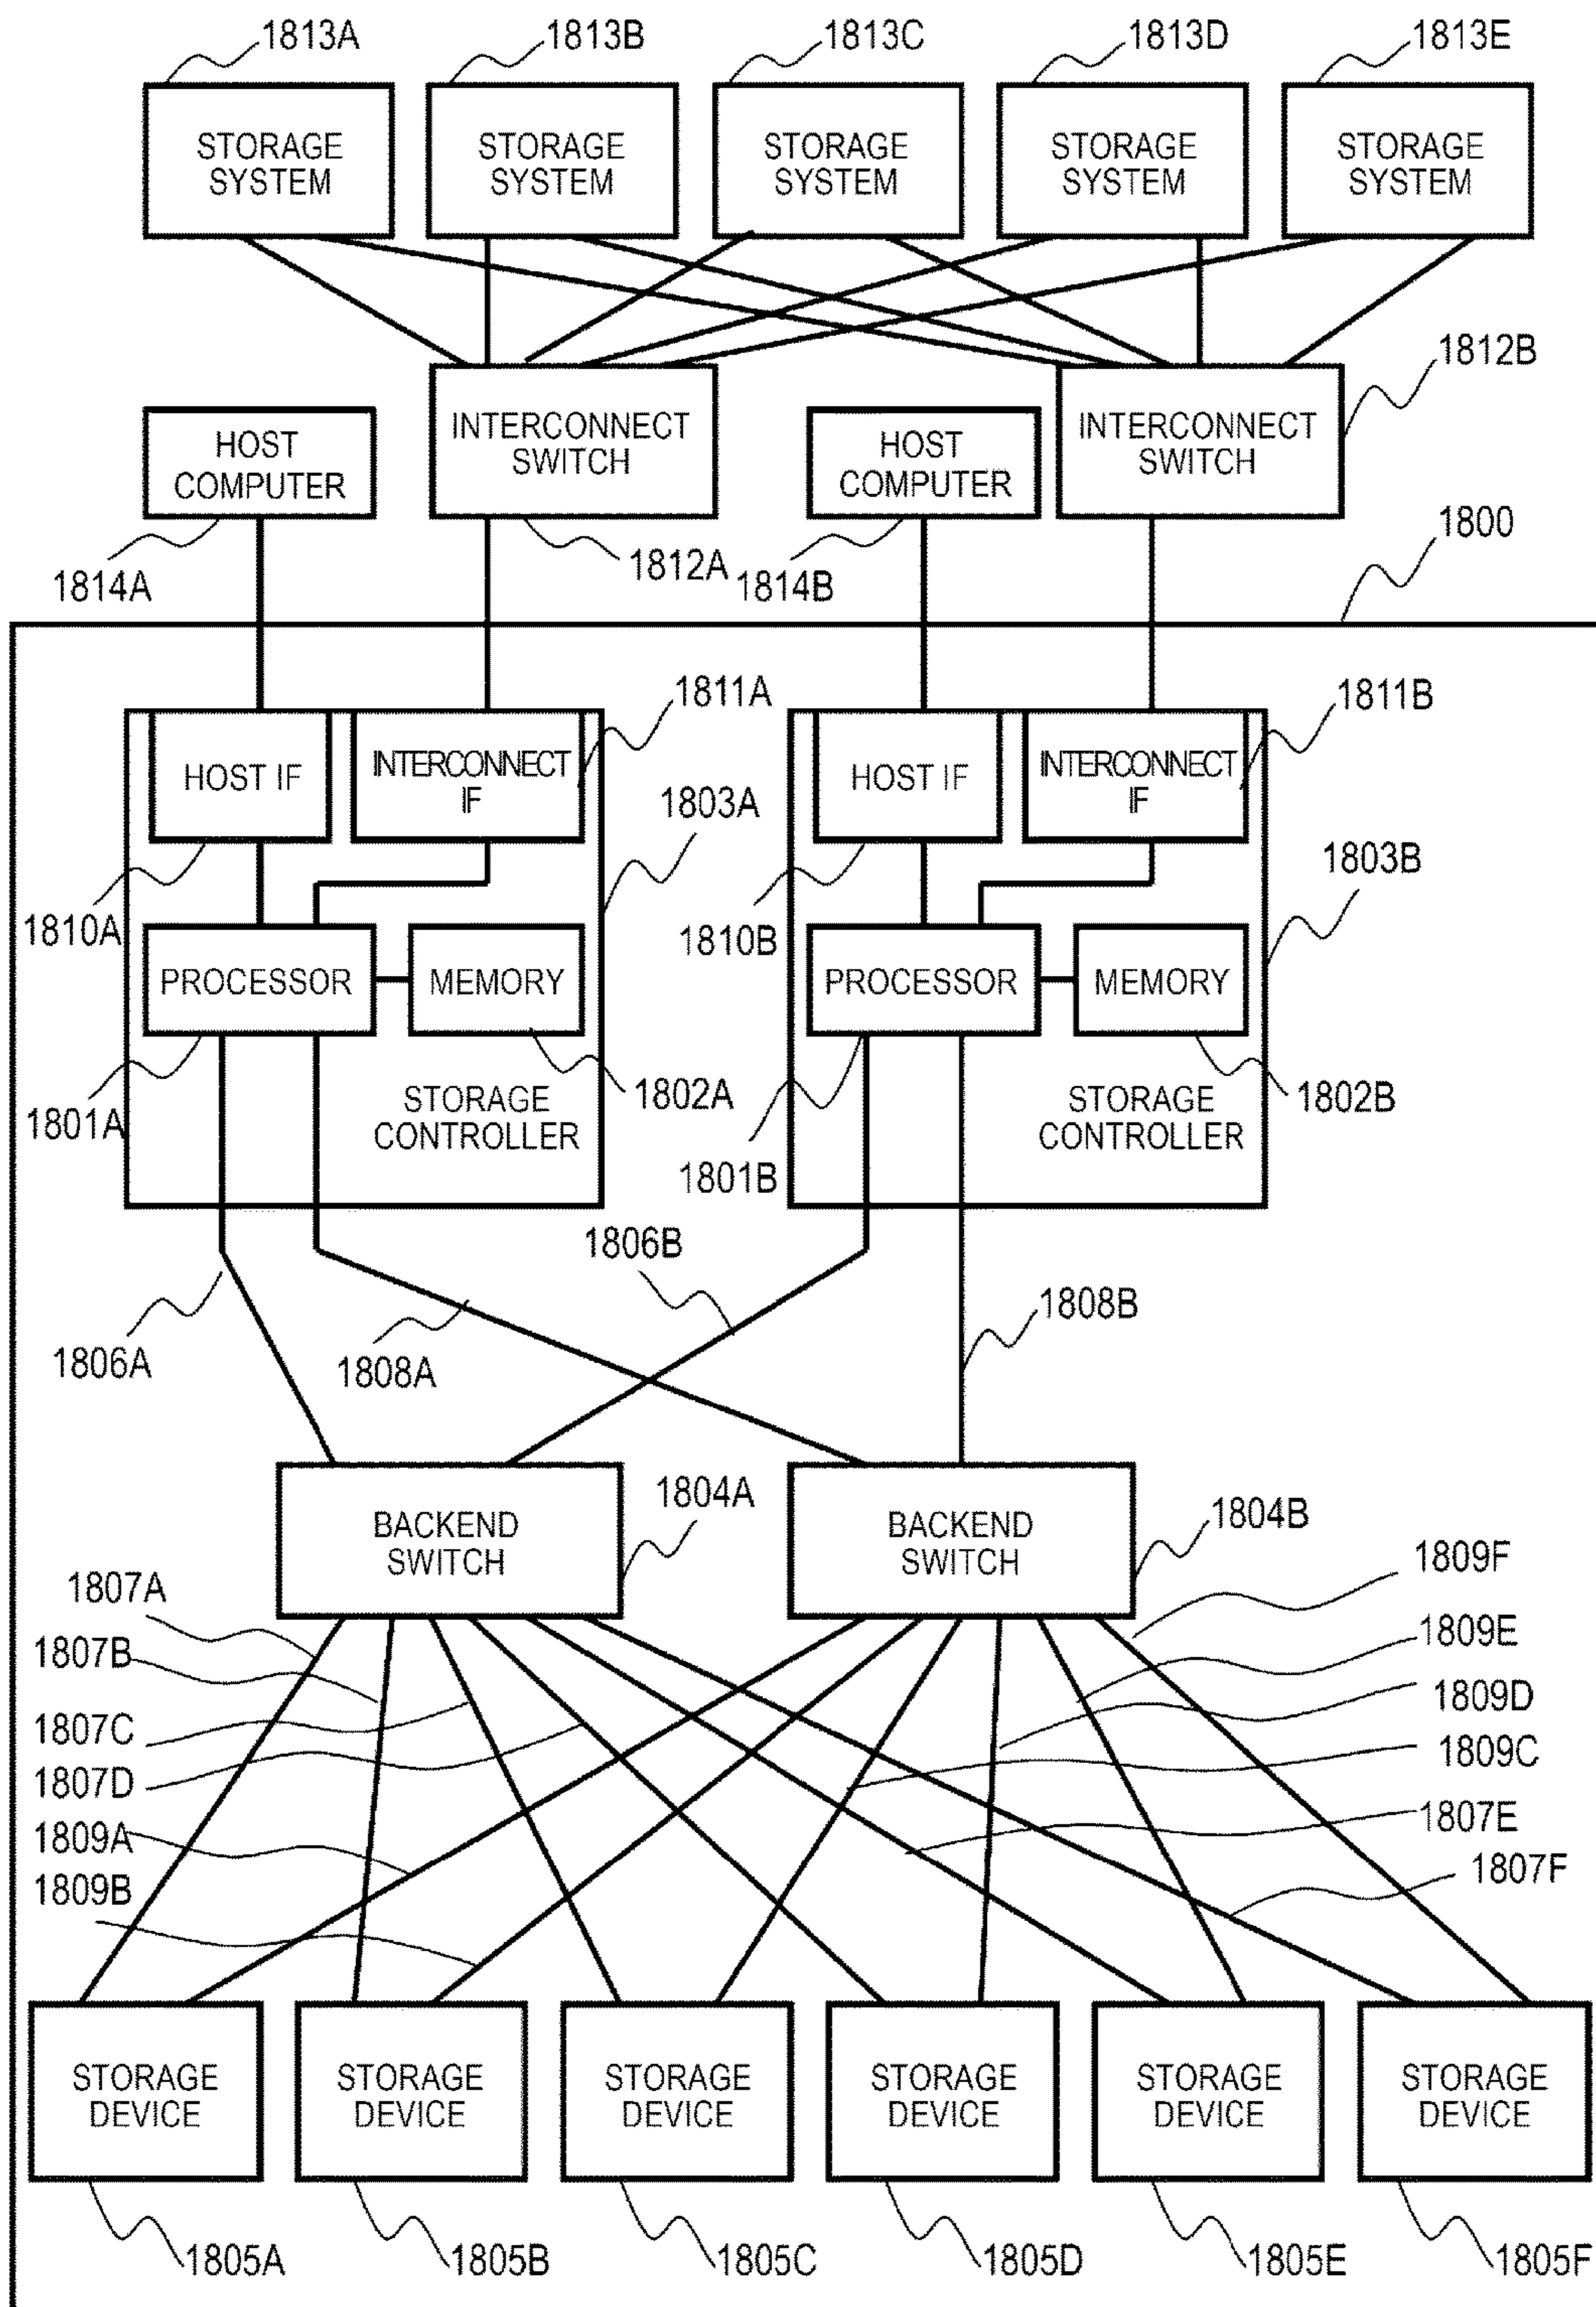 1813A
1813B
1813C
1813D
1813E
STORAGE
SYSTEM
STORAGE
SYSTEM
STORAGE
SYSTEM
STORAGE
SYSTEM
STORAGE
SYSTEM
1812B
HOST
COMPUTER
INTERCONNECT
SWITCH
HOST
COMPUTER
INTERCONNECT
SWITCH
1814A
1812A
1814B
1800
1811A
1811B
HOST IF
INTERCONNECT
IF
1803A
HOST IF
INTERCONNECT
IF
1803B
1810A
1810B
PROCESSOR
MEMORY
PROCESSOR
MEMORY
1801A
1802A
STORAGE
CONTROLLER
1801B
1802B
STORAGE
CONTROLLER
1806B
1806A
1808A
1808B
BACKEND
SWITCH
1804A
BACKEND
SWITCH
1804B
1807A
1807B
1807C
1807D
1809A
1809B
1809F
1809E
1809D
1809C
1807E
1807F
STORAGE
DEVICE
STORAGE
DEVICE
STORAGE
DEVICE
STORAGE
DEVICE
STORAGE
DEVICE
STORAGE
DEVICE
1805A
1805B
1805C
1805D
1805E
1805F